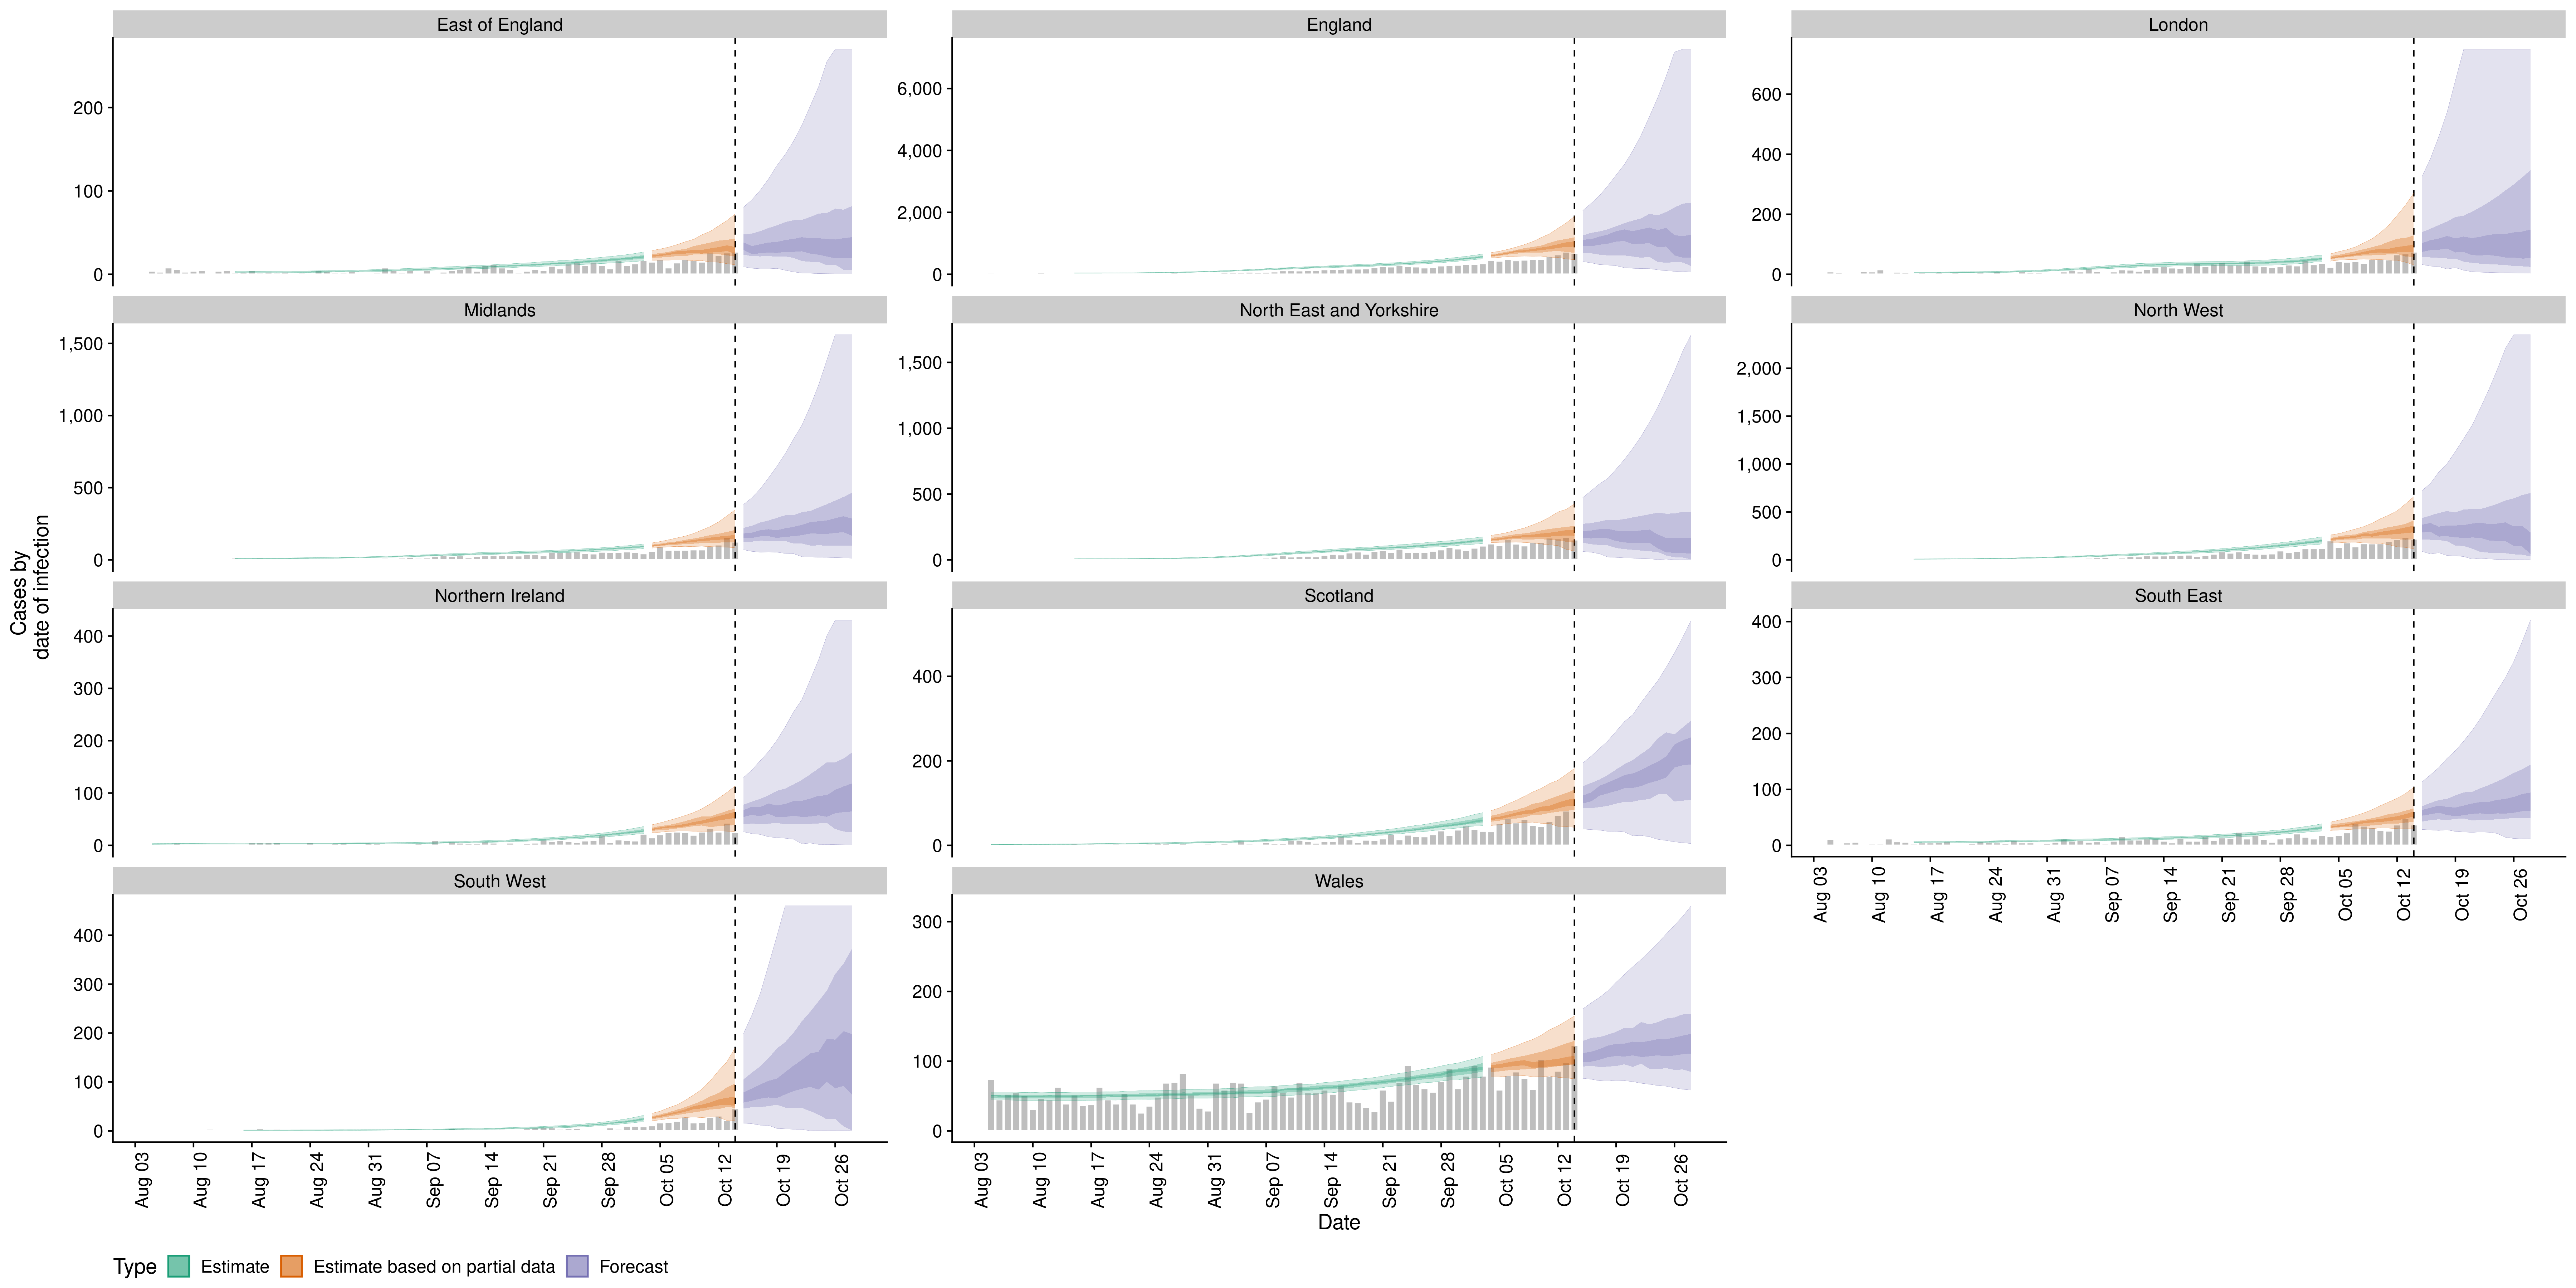 East of England
England
London
200
100
0
6,000
4,000
2,000
0
600
400
200
0
Midlands
North East and Yorkshire
North West
1,500
1,000
500
0
1,500
1,000
500
0
2,000
1,500
1,000
500
0
Cases by
date of infection
Northern Ireland
Scotland
South East
400
300
200
100
0
400
200
0
400
300
200
100
0
Aug 03
Aug 10
Aug 17
Aug 24
Aug 31
Sep 07
Sep 14
Sep 21
Sep 28
Oct 05
Oct 12
Oct 19
Oct 26
South West
Wales
400
300
200
100
0
300
200
100
0
Aug 03
Aug 10
Aug 17
Aug 24
Aug 31
Sep 07
Sep 14
Sep 21
Sep 28
Oct 05
Oct 12
Oct 19
Oct 26
Aug 03
Aug 10
Aug 17
Aug 24
Aug 31
Sep 07
Sep 14
Sep 21
Sep 28
Oct 05
Oct 12
Oct 19
Oct 26
Date
Type Estimate Estimate based on partial data Forecast